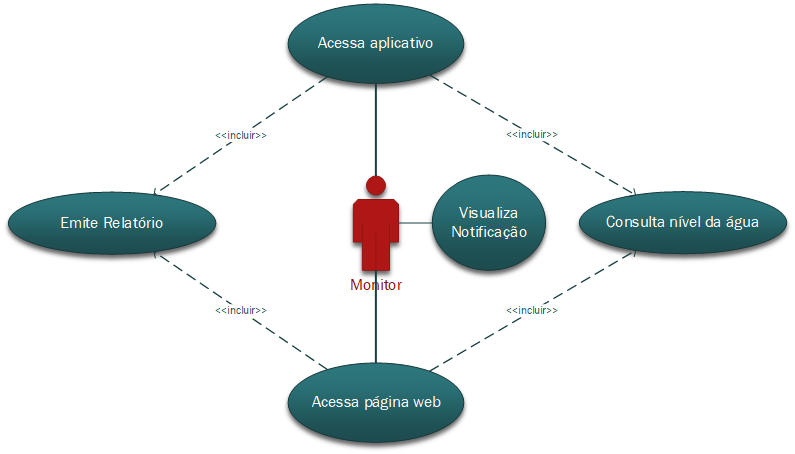 Acessa aplicativo
<<incluir>>
<<incluir>>
Emite Relatório
Visualiza
Notificação
Consulta nível da água
Monitor
<<incluir>>
<<incluir>>
Acessa página web